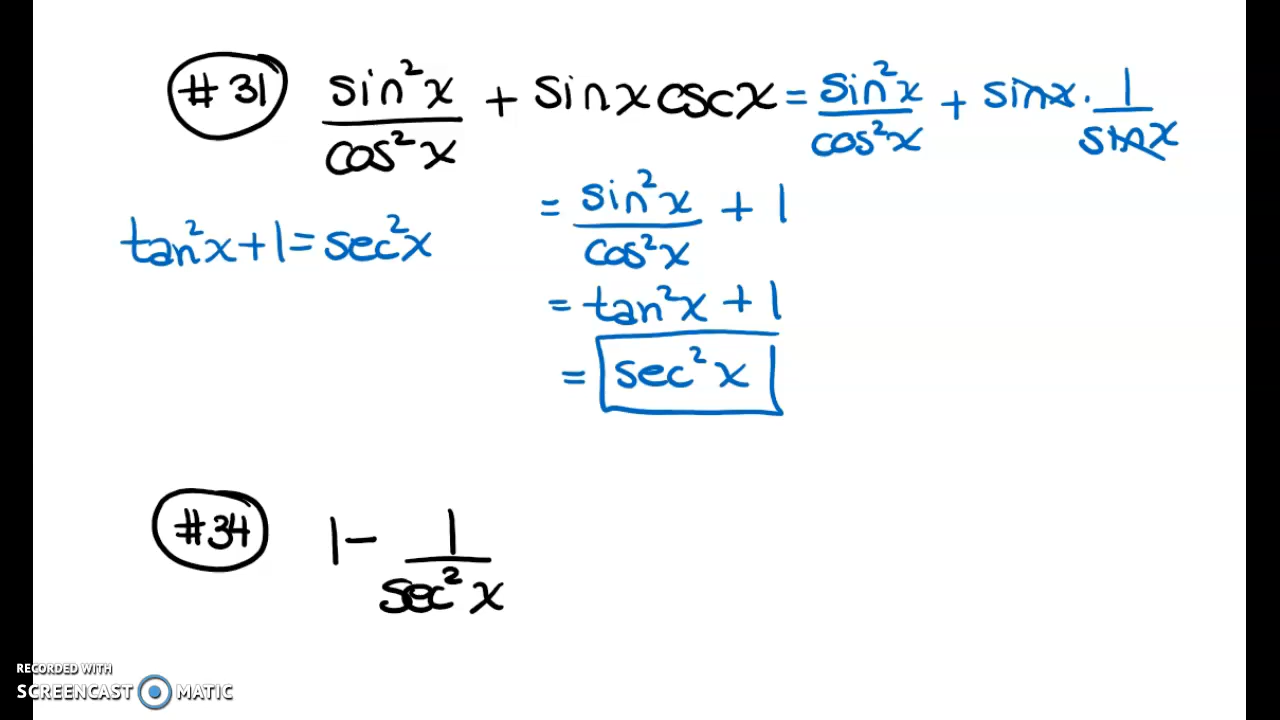 #31 sin²x/cos²x + sinx cscx = sin²x/cos²x + sinx · 1/sinx
= sin²x/cos²x + 1
tan²x + 1 = sec²x
= tan²x + 1
= sec²x
#34 1 - 1/sec²x
RECORDED WITH
SCREENCAST MATIC